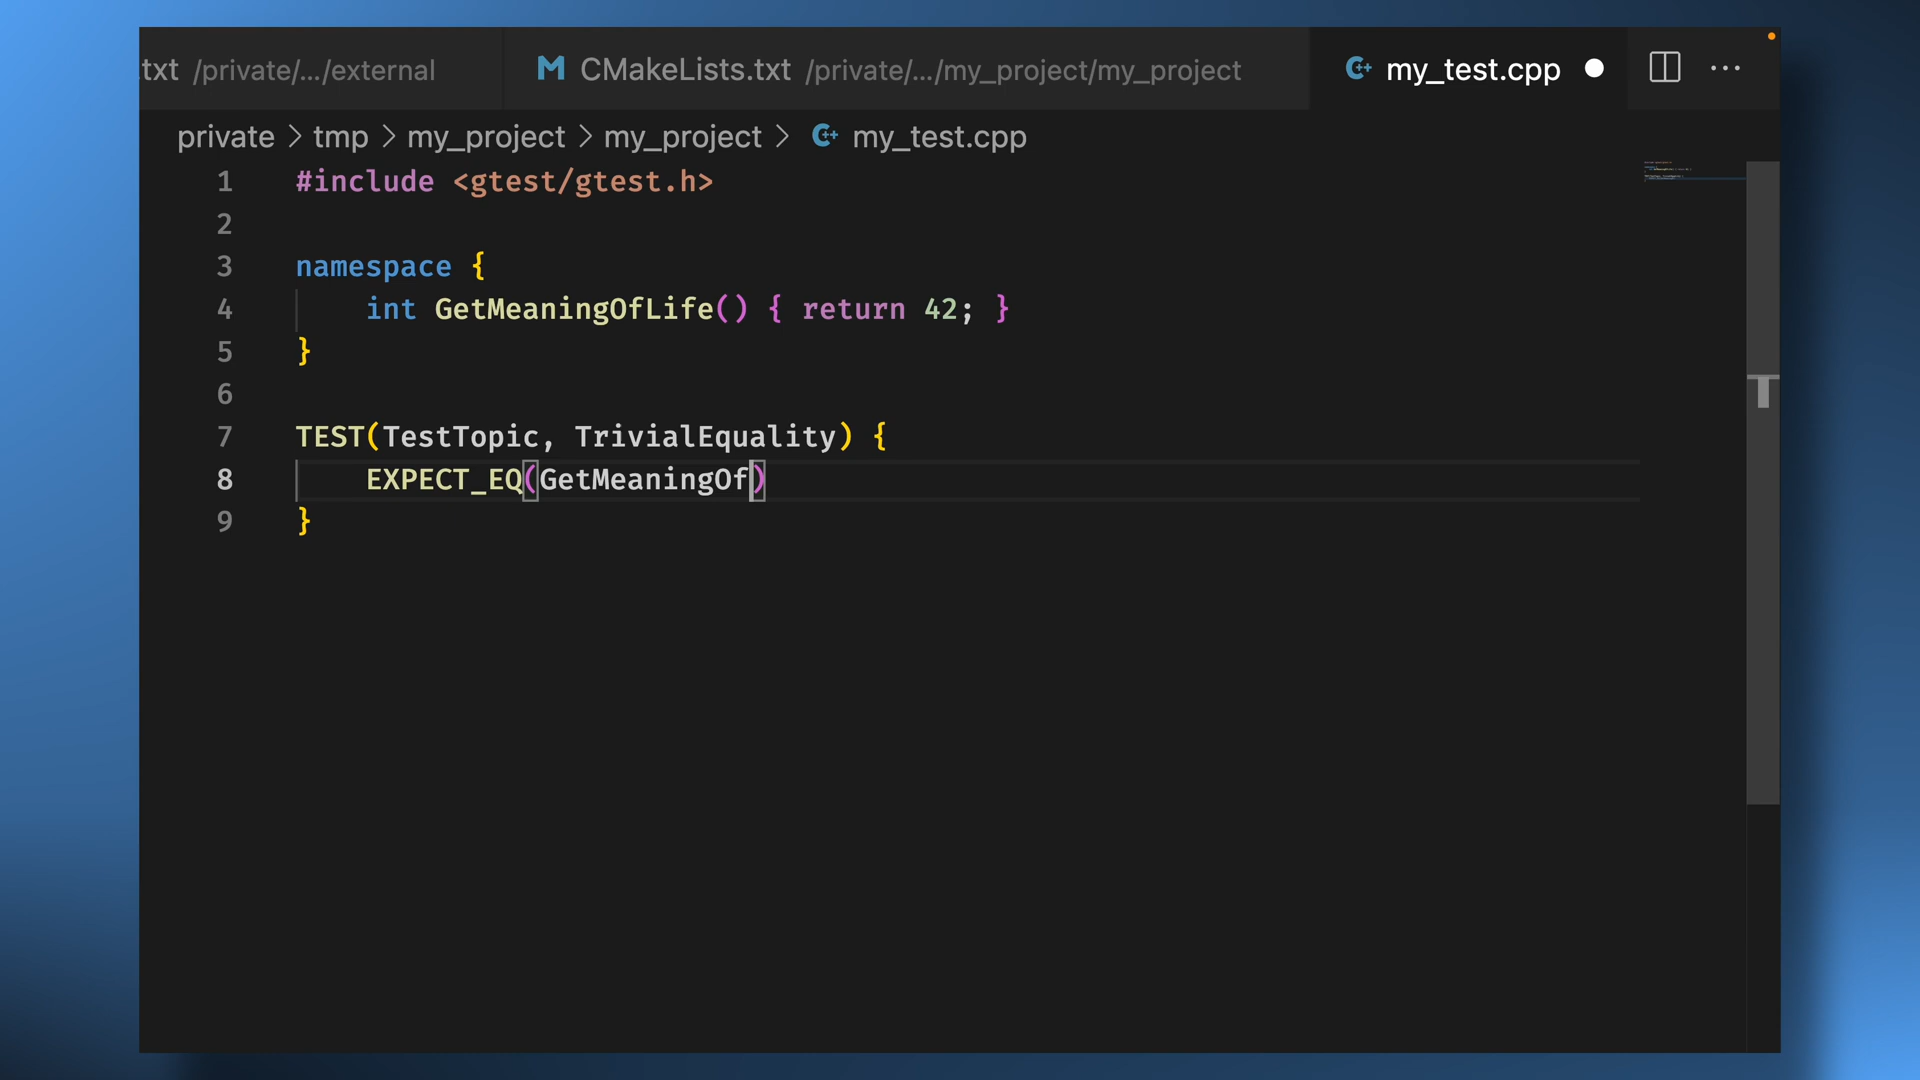 .txt /private/.../external CMakeLists.txt /private/.../my_project/my_project my_test.cpp
private > tmp > my_project > my_project > my_test.cpp
1 #include <gtest/gtest.h>
2
3 namespace {
4 int GetMeaningOfLife() { return 42; }
5 }
6
7 TEST(TestTopic, TrivialEquality) {
8 EXPECT_EQ(GetMeaningOf)
9 }